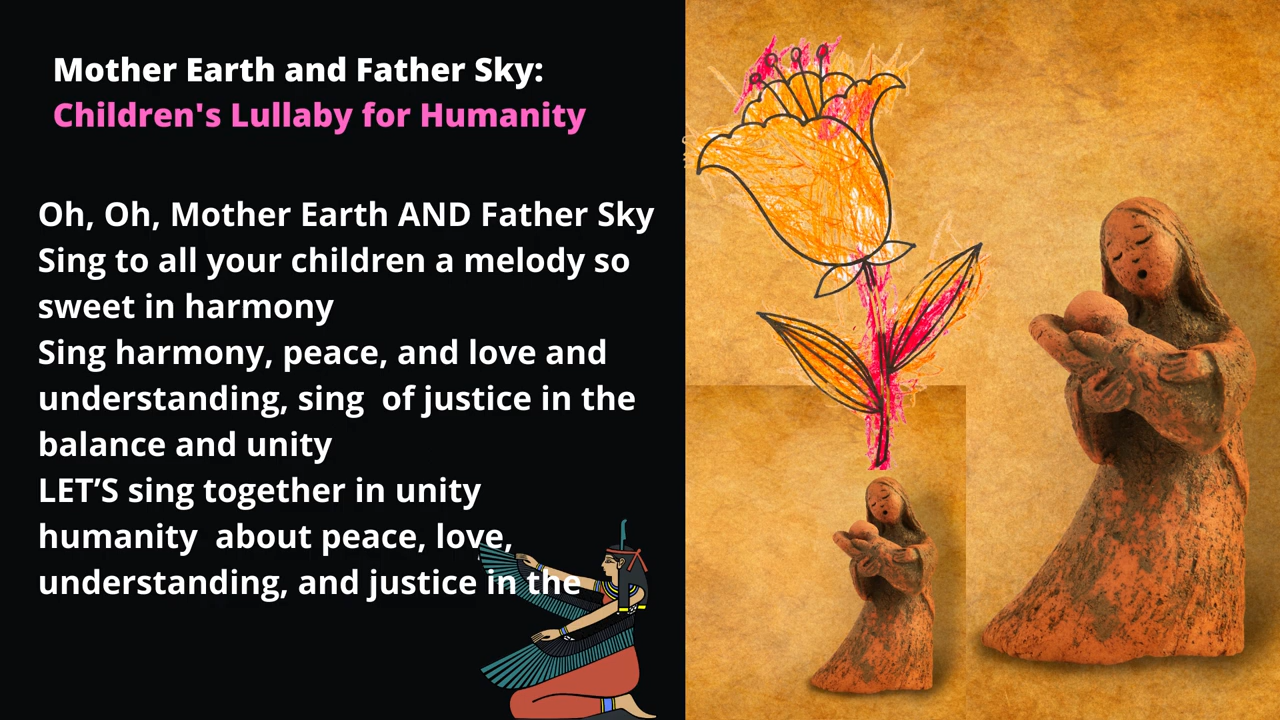 Mother Earth and Father Sky:
Children's Lullaby for Humanity
Oh, Oh, Mother Earth AND Father Sky
Sing to all your children a melody so
sweet in harmony
Sing harmony, peace, and love and
understanding, sing  of justice in the
balance and unity
LET’S sing together in unity
humanity  about peace, love,
understanding, and justice in the